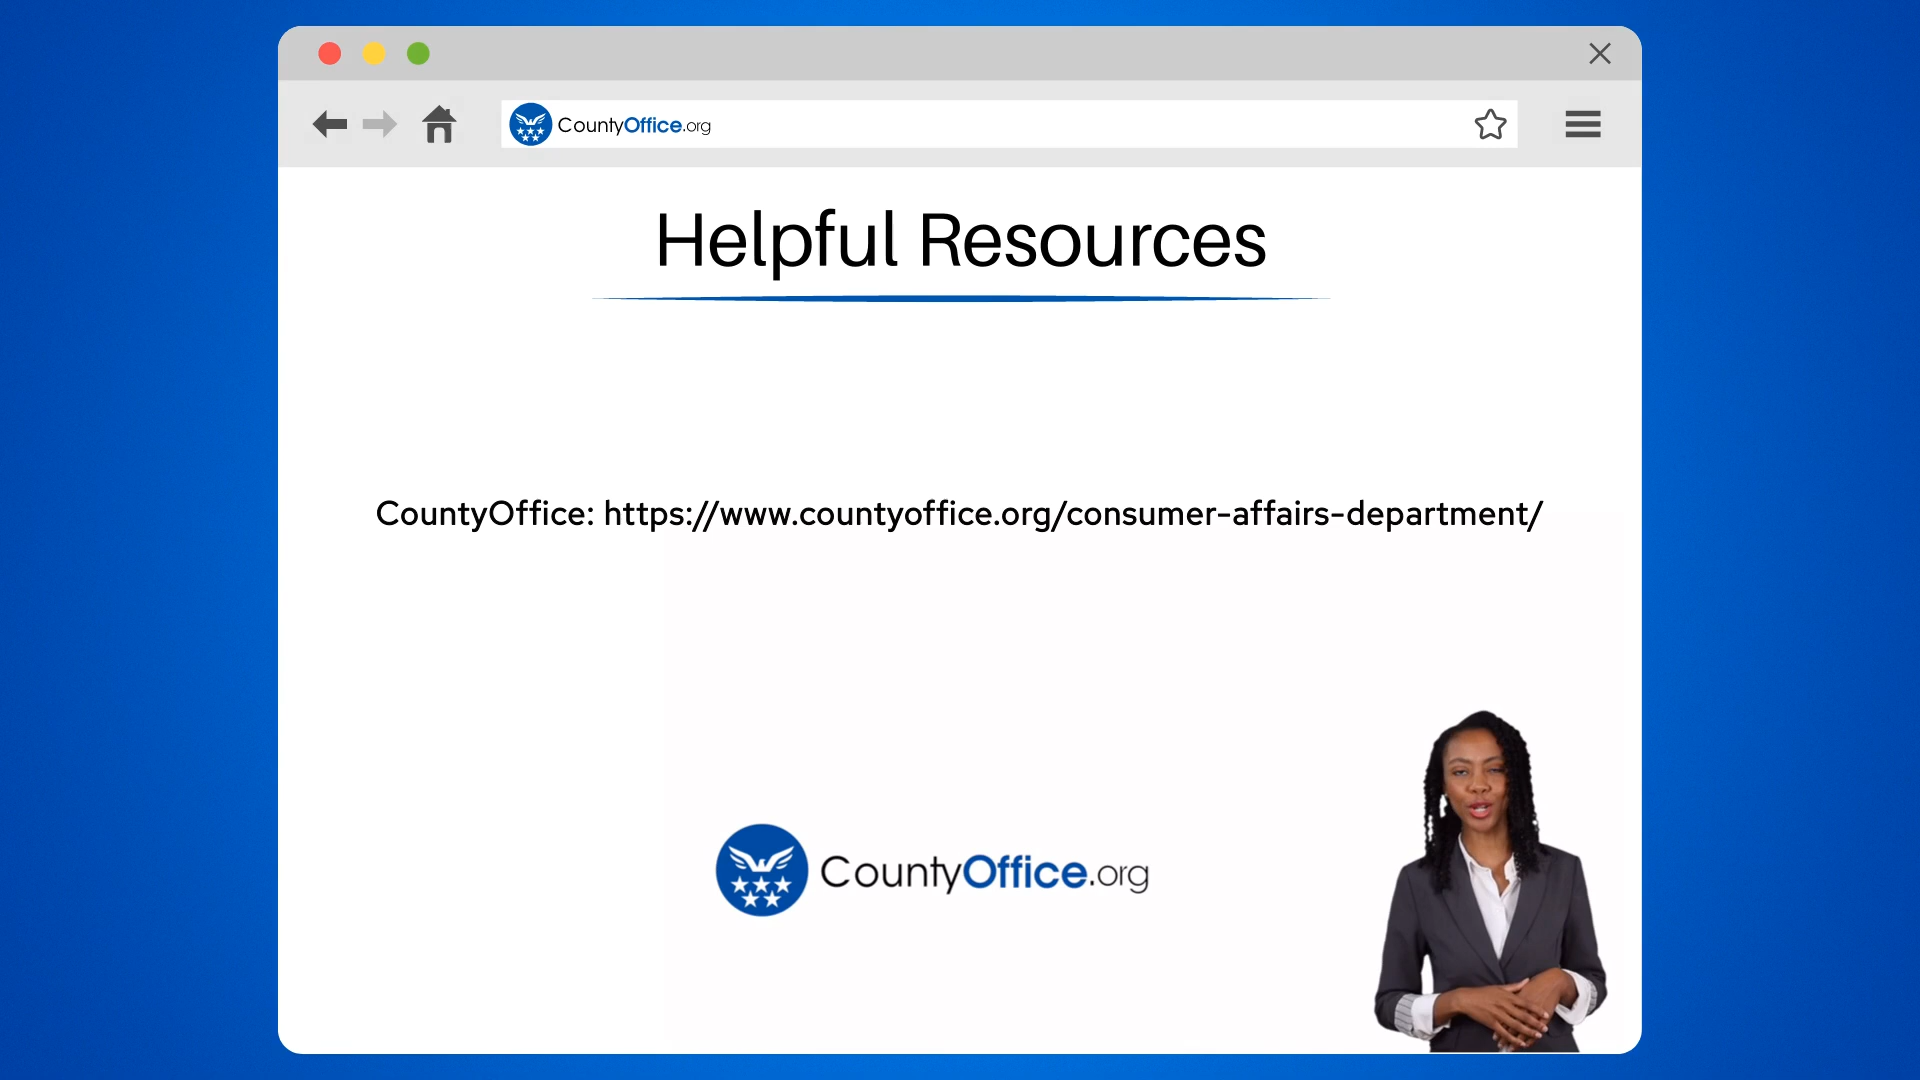 CountyOffice.org
Helpful Resources
CountyOffice: https://www.countyoffice.org/consumer-affairs-department/
CountyOffice.org